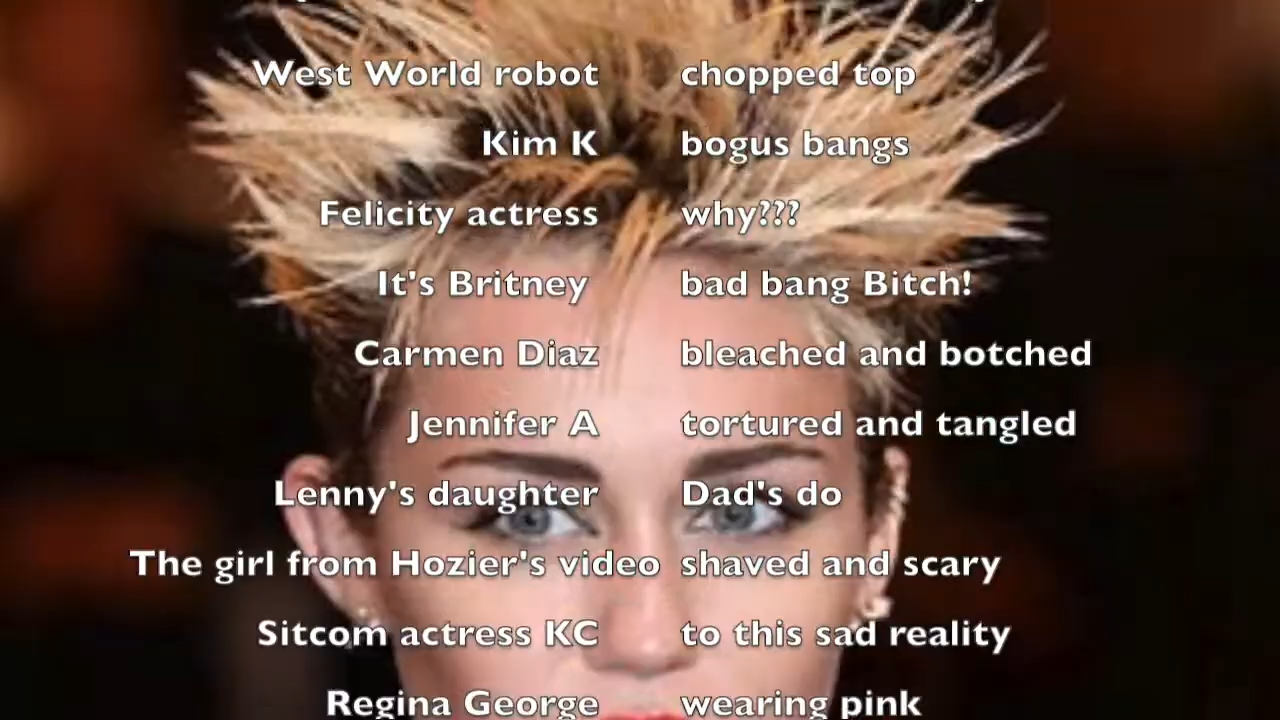 West World robot chopped top
Kim K bogus bangs
Felicity actress why???
It's Britney bad bang Bitch!
Carmen Diaz bleached and botched
Jennifer A tortured and tangled
Lenny's daughter Dad's do
The girl from Hozier's video shaved and scary
Sitcom actress KC to this sad reality
Regina George wearing pink